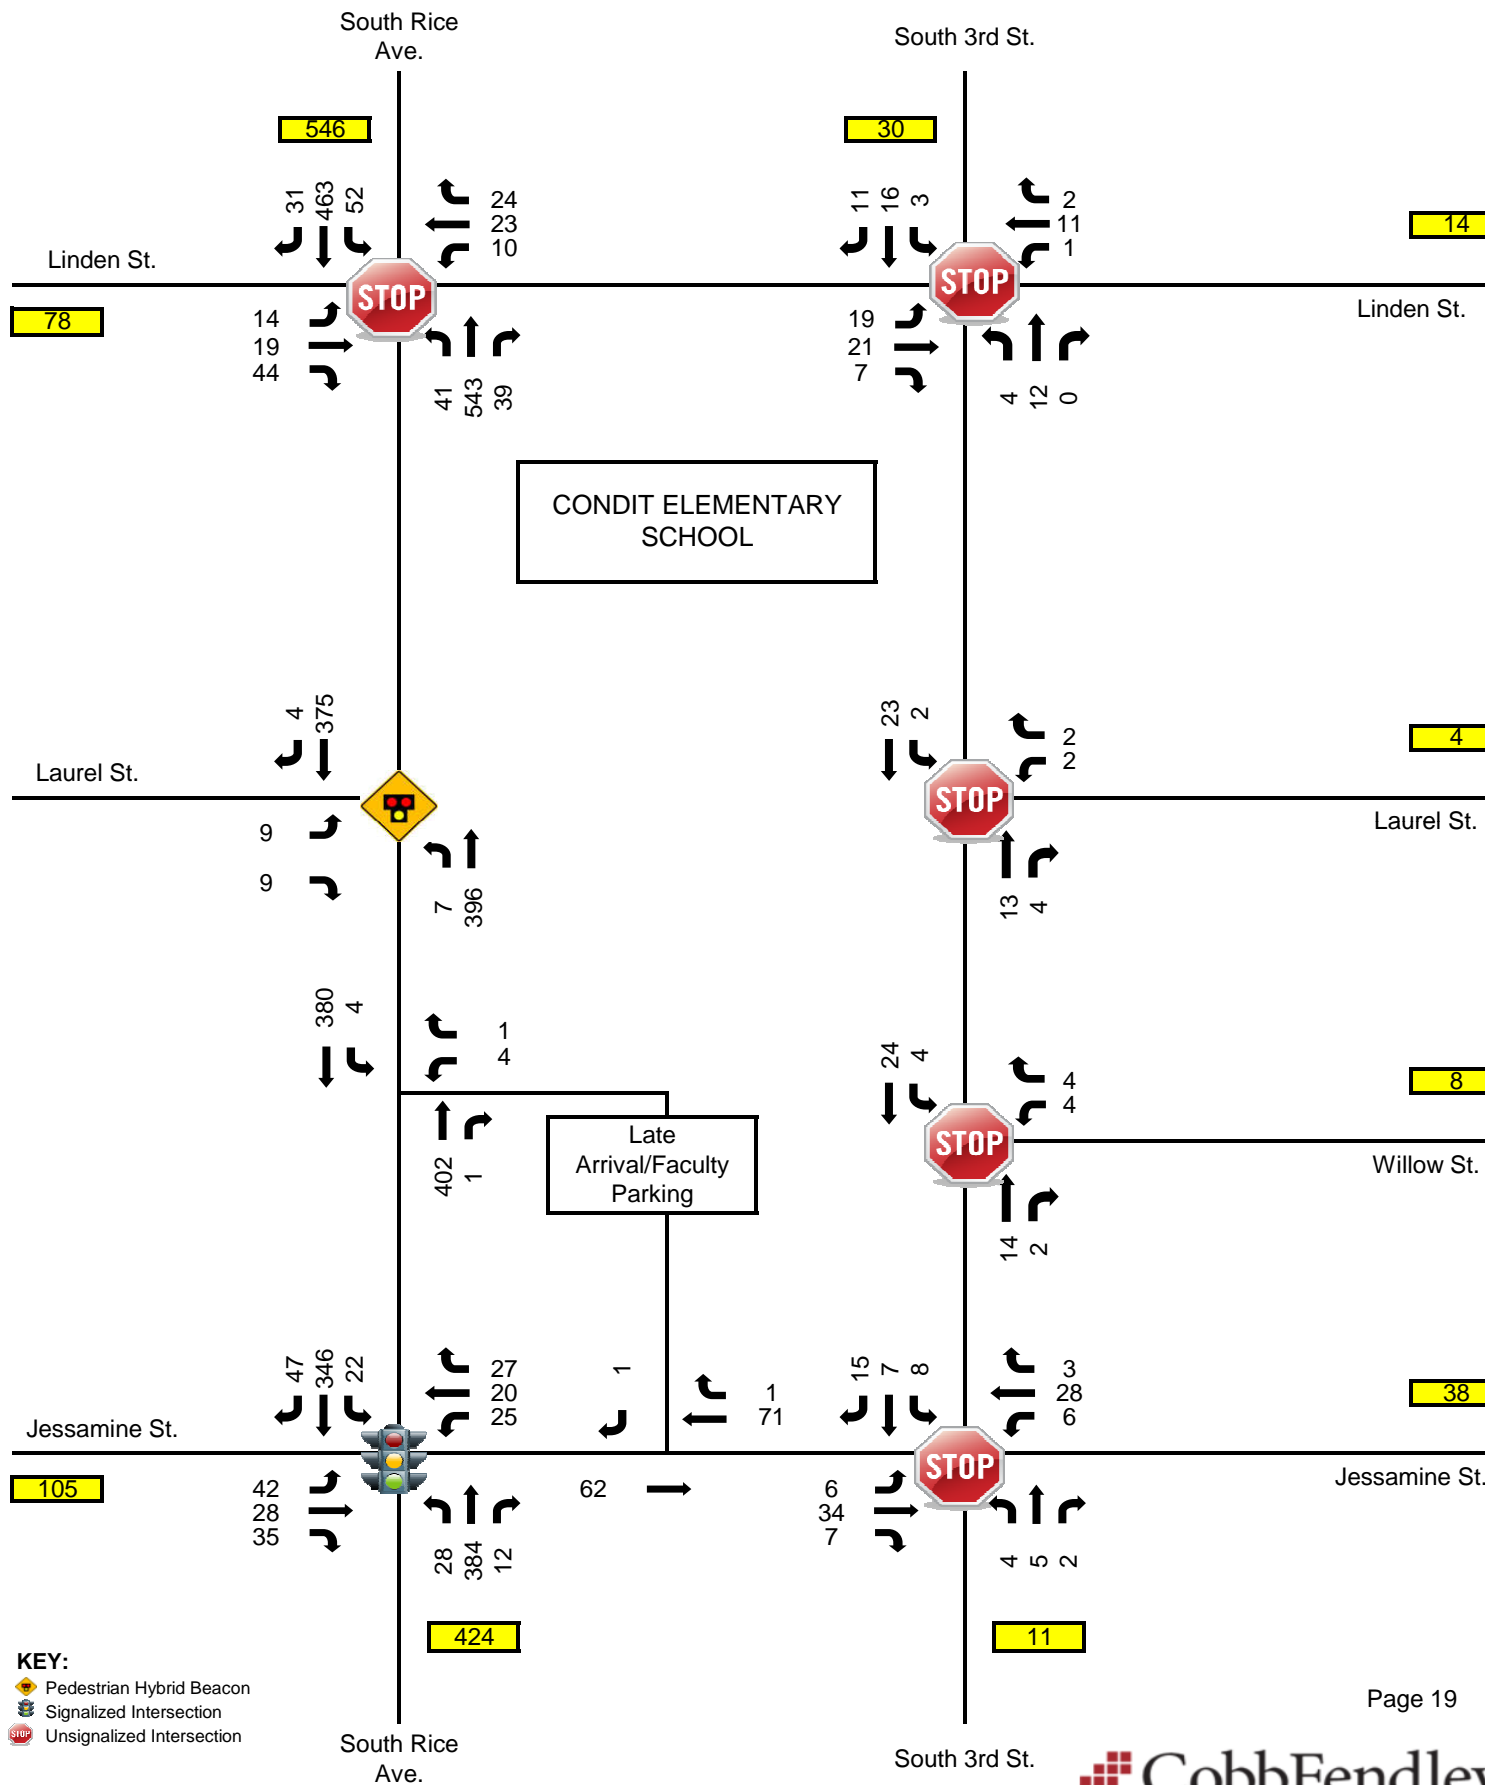 South Rice
Ave.
South 3rd St.
546
30
31
463
52
24
23
10
11
16
3
2
11
1
14
Linden St.
STOP
STOP
78
Linden St.
14
19
44
41
543
39
19
21
7
4
12
0
CONDIT ELEMENTARY
SCHOOL
4
375
23
2
2
2
4
Laurel St.
STOP
Laurel St.
9
9
7
396
13
4
380
4
1
4
24
4
4
4
8
402
1
Late
Arrival/Faculty
Parking
STOP
Willow St.
14
2
47
346
22
27
20
25
1
1
71
15
7
8
3
28
6
38
Jessamine St.
STOP
Jessamine St.
105
42
28
35
28
384
12
62
6
34
7
4
5
2
424
11
KEY:
Pedestrian Hybrid Beacon
Signalized Intersection
STOP Unsignalized Intersection
Page 19
South Rice
Ave.
South 3rd St.
CobbFendley